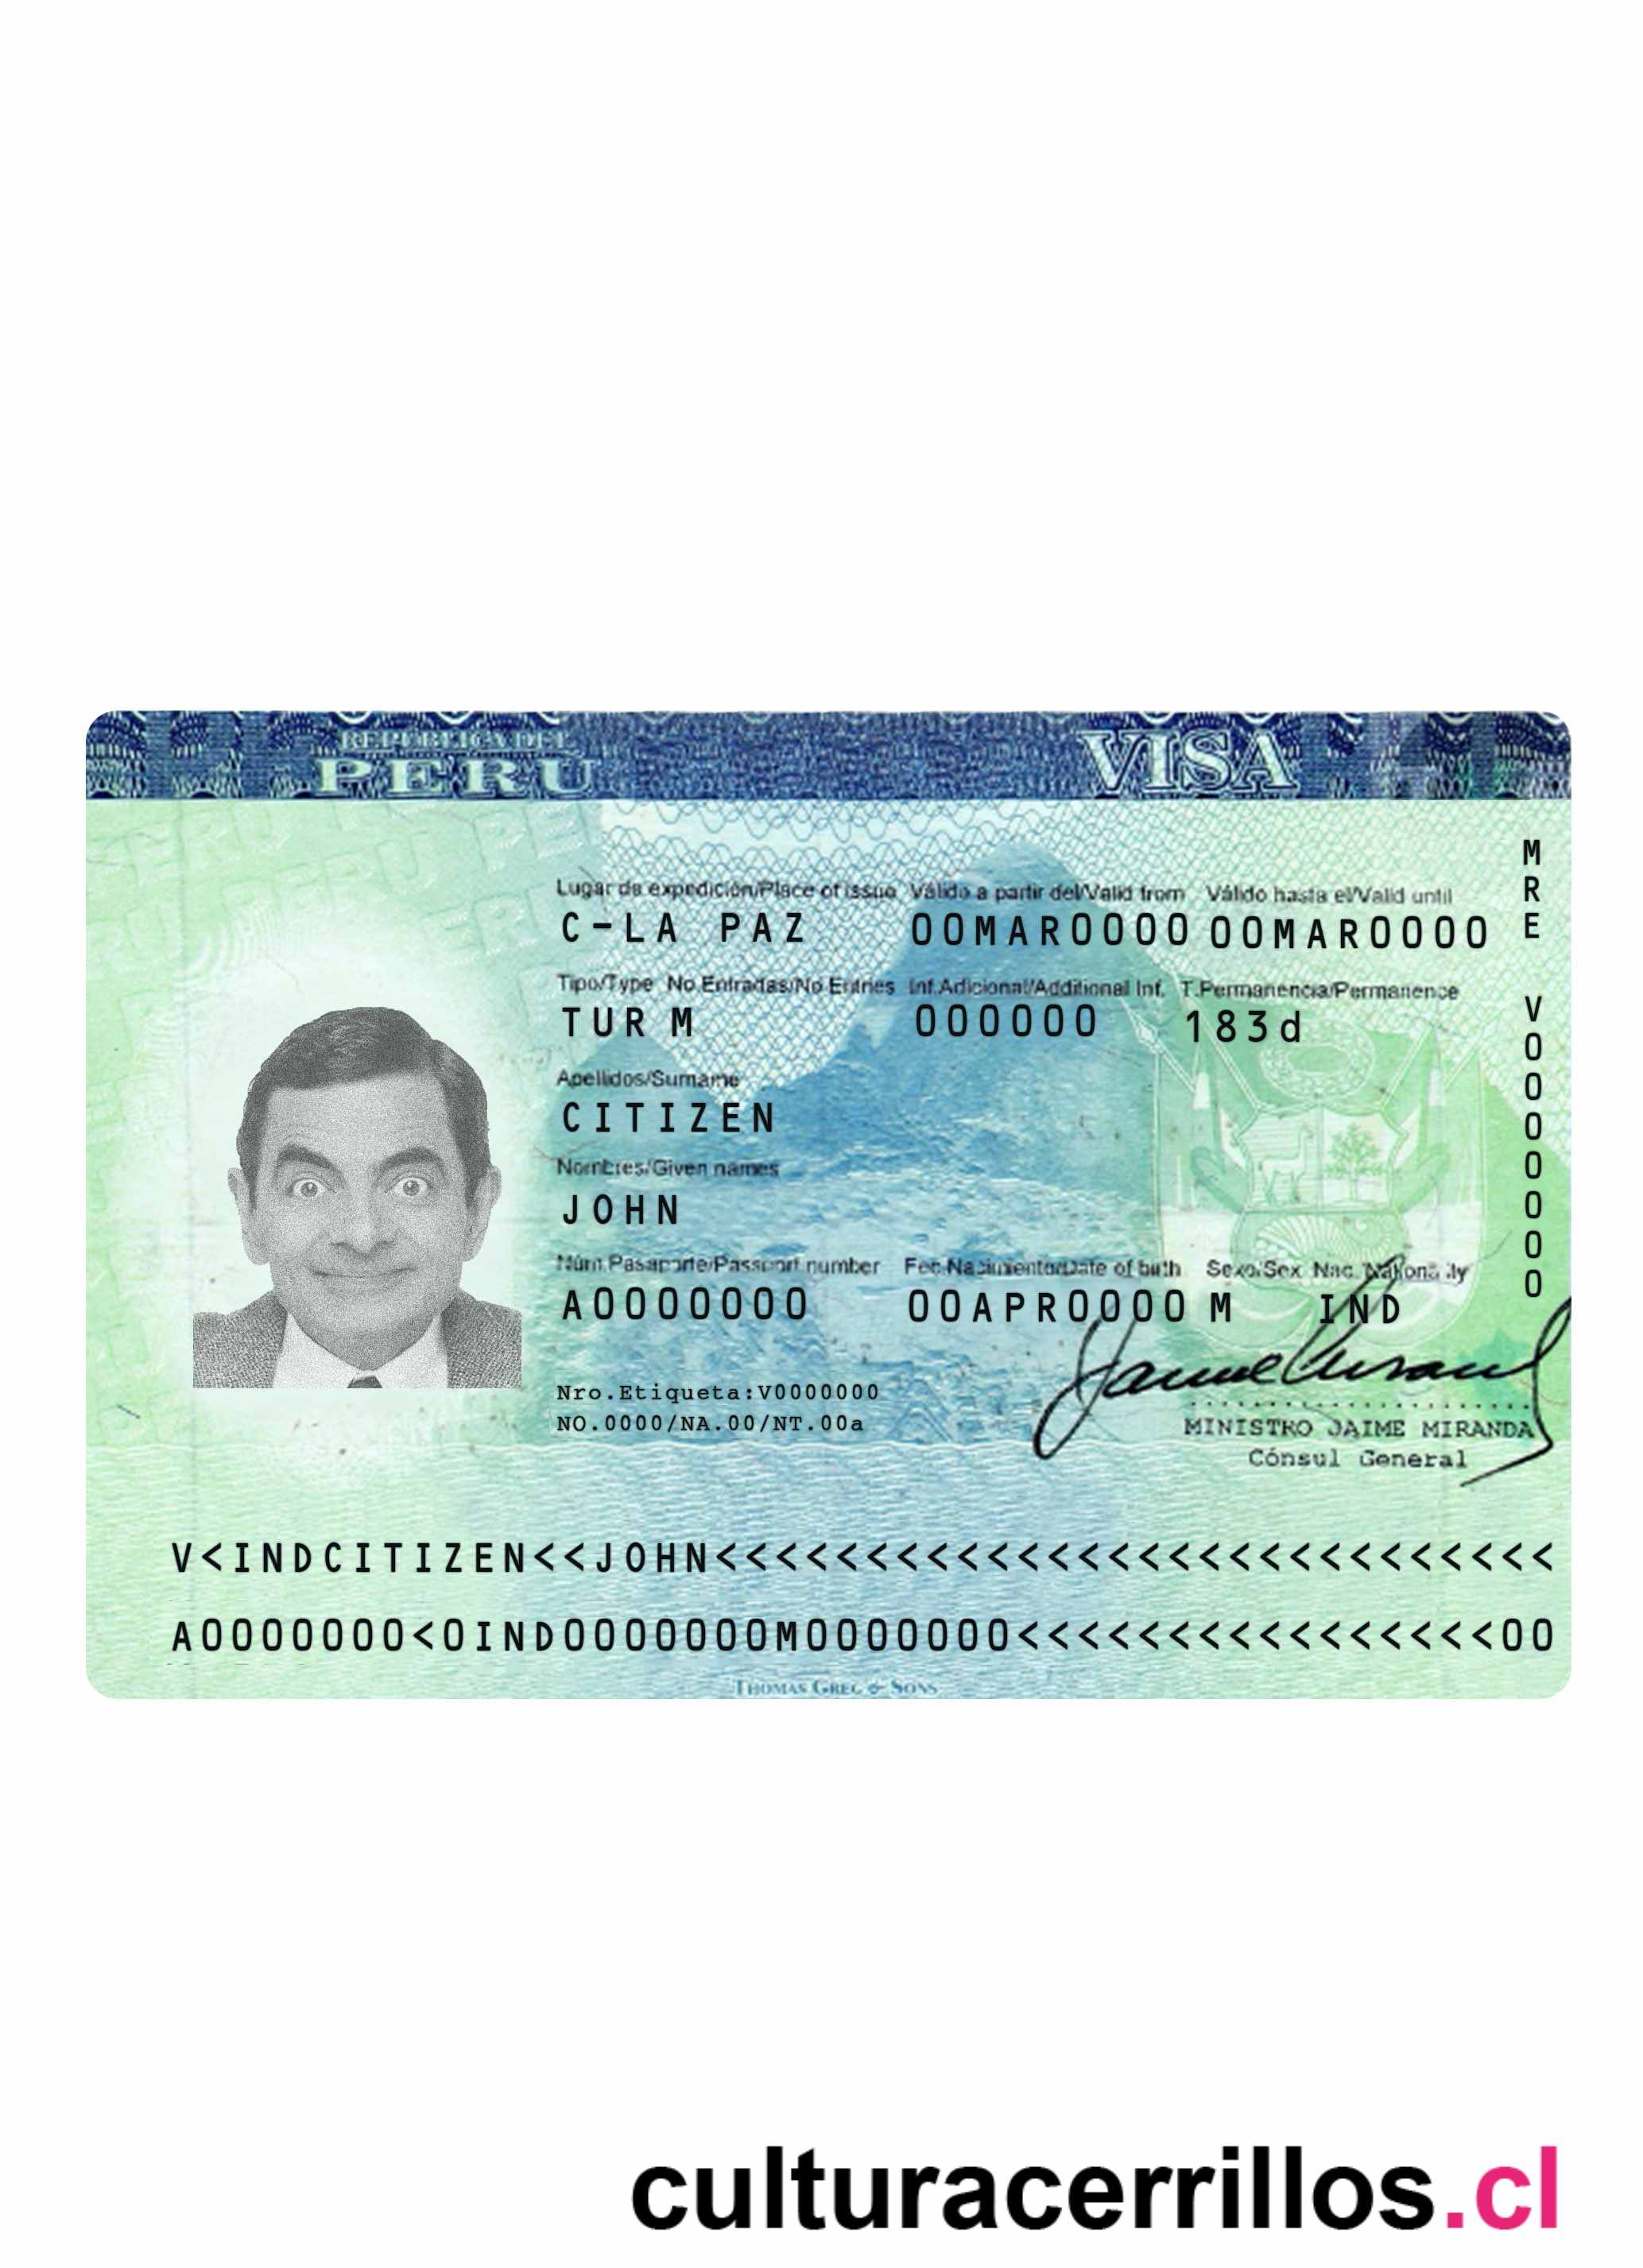 REPUBLICA DEL
PERU
VISA
Lugar de expedición/Place of issue Válido a partir del/Valid from Válido hasta el/Valid until
C-LA PAZ 00MAR0000 00MAR0000
Tipo/Type No Entradas/No Entries Inf.Adicional/Additional Inf. T.Permanencia/Permanence
TUR M 000000 183d
Apellidos/Surname
CITIZEN
Nombres/Given names
JOHN
Núm.Pasaporte/Passport number Fec.Nacimiento/Date of birth Sexo/Sex Nac. Nationality
A0000000 00APR0000 M IND
MRE V0000000
Nro.Etiqueta:V0000000
NO.0000/NA.00/NT.00a
MINISTRO JAIME MIRANDA
Cónsul General
V<INDCITIZEN<<JOHN<<<<<<<<<<<<<<<<<<<<<<<<<<<<
A0000000<0IND0000000M0000000<<<<<<<<<<<<<<<<00
THOMAS GREG & SONS
culturacerrillos.cl